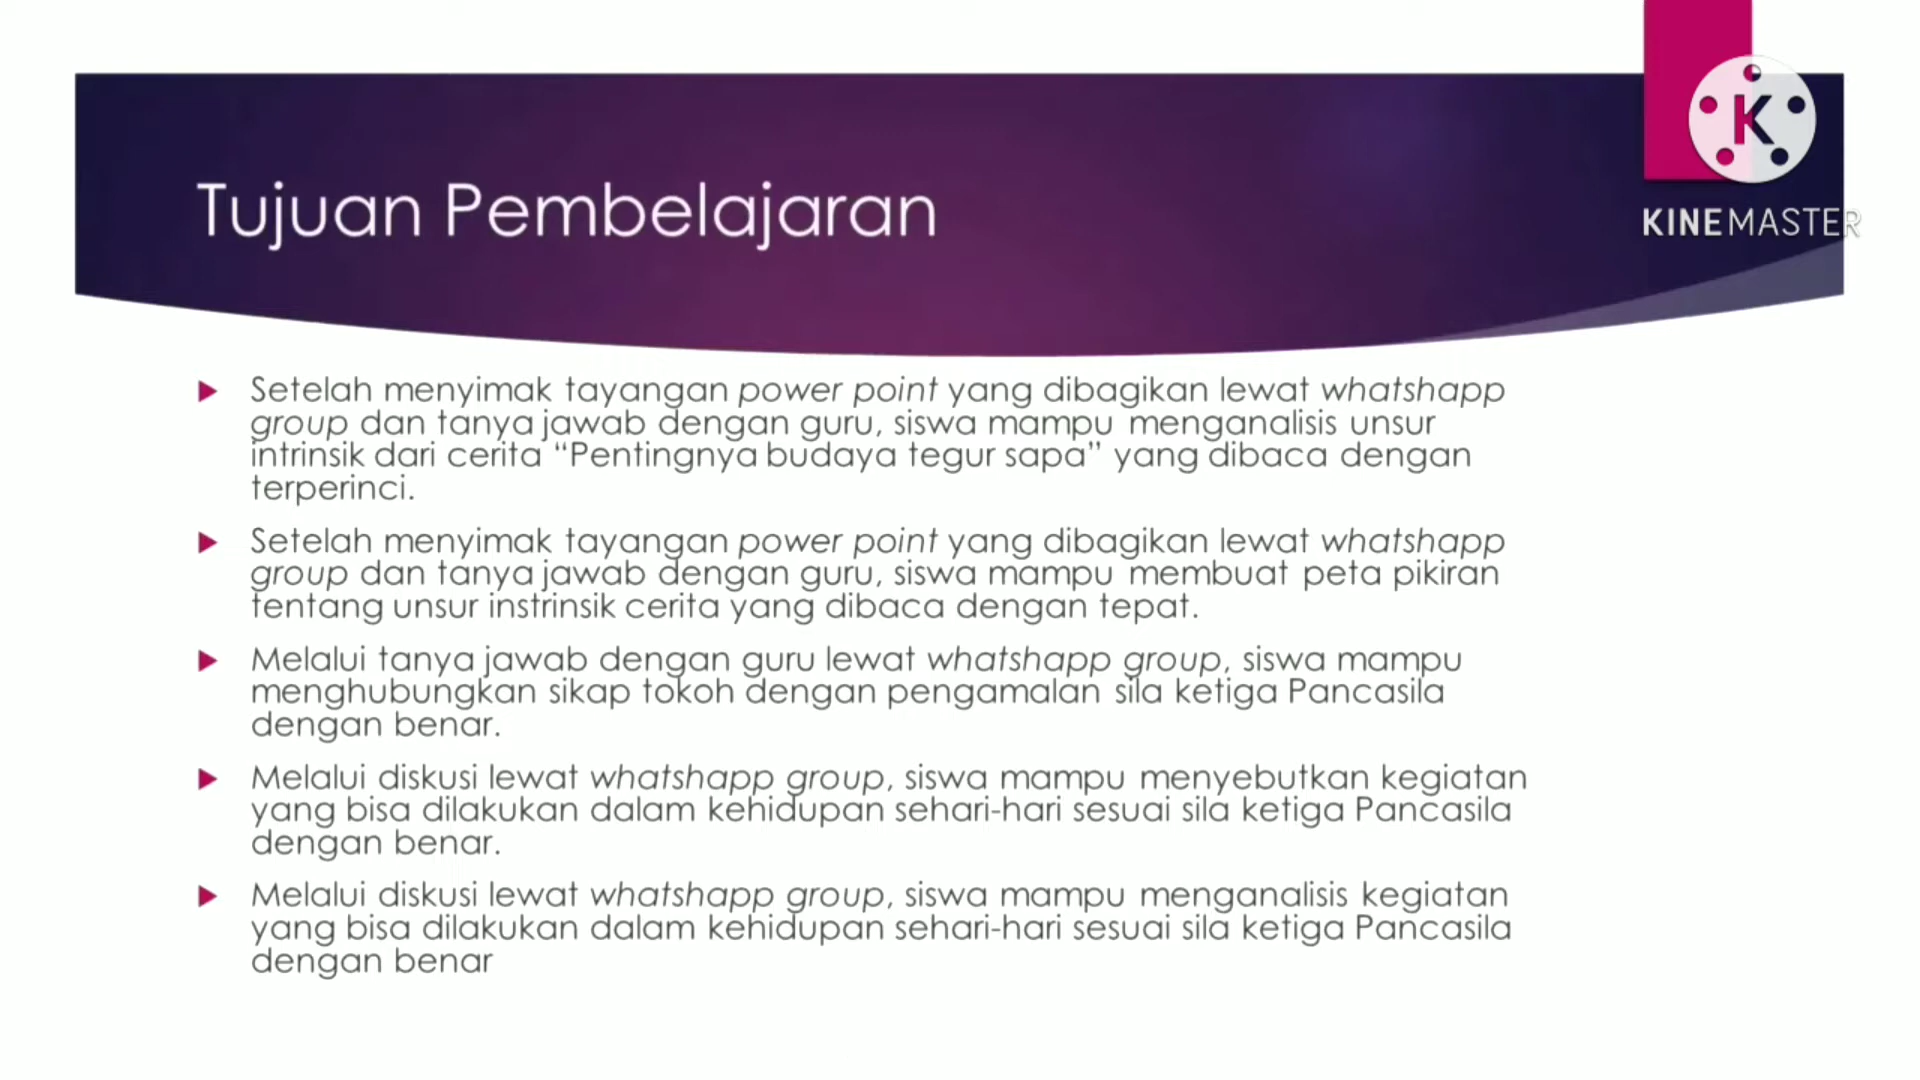 KINEMASTER
Tujuan Pembelajaran
Setelah menyimak tayangan power point yang dibagikan lewat whatshapp
group dan tanya jawab dengan guru, siswa mampu menganalisis unsur
intrinsik dari cerita “Pentingnya budaya tegur sapa” yang dibaca dengan
terperinci.
Setelah menyimak tayangan power point yang dibagikan lewat whatshapp
group dan tanya jawab dengan guru, siswa mampu membuat peta pikiran
tentang unsur instrinsik cerita yang dibaca dengan tepat.
Melalui tanya jawab dengan guru lewat whatshapp group, siswa mampu
menghubungkan sikap tokoh dengan pengamalan sila ketiga Pancasila
dengan benar.
Melalui diskusi lewat whatshapp group, siswa mampu menyebutkan kegiatan
yang bisa dilakukan dalam kehidupan sehari-hari sesuai sila ketiga Pancasila
dengan benar.
Melalui diskusi lewat whatshapp group, siswa mampu menganalisis kegiatan
yang bisa dilakukan dalam kehidupan sehari-hari sesuai sila ketiga Pancasila
dengan benar